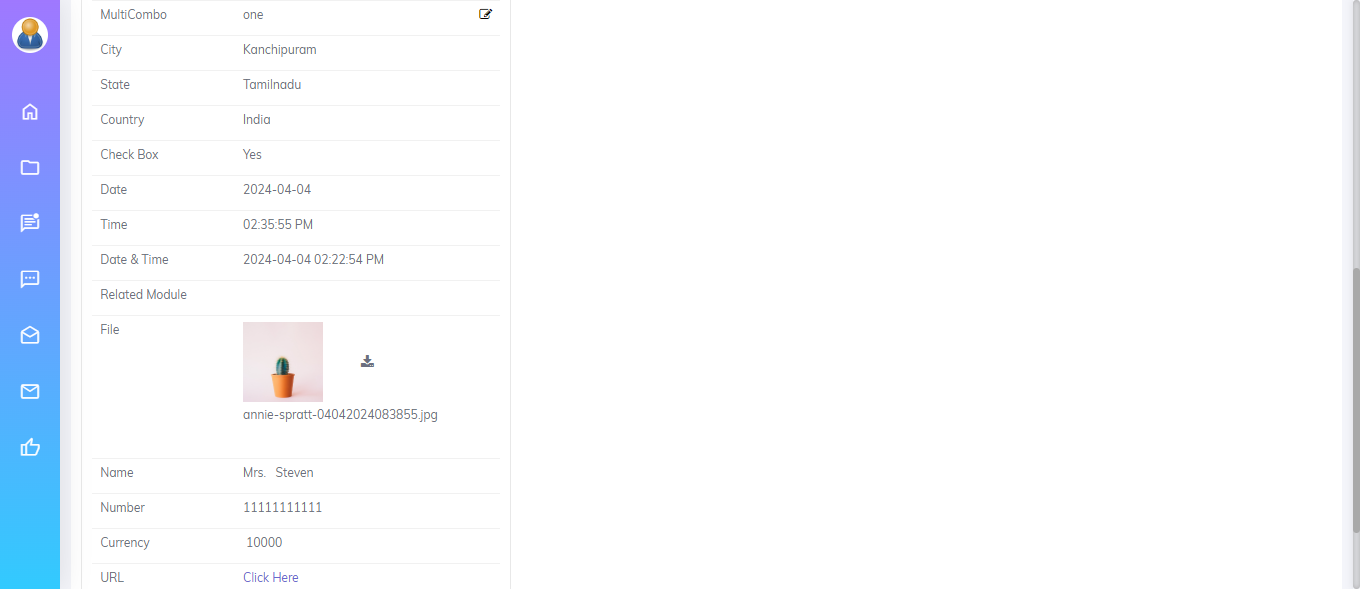 MultiCombo one
City Kanchipuram
State Tamilnadu
Country India
Check Box Yes
Date 2024-04-04
Time 02:35:55 PM
Date & Time 2024-04-04 02:22:54 PM
Related Module
File
annie-spratt-04042024083855.jpg
Name Mrs. Steven
Number 11111111111
Currency 10000
URL Click Here